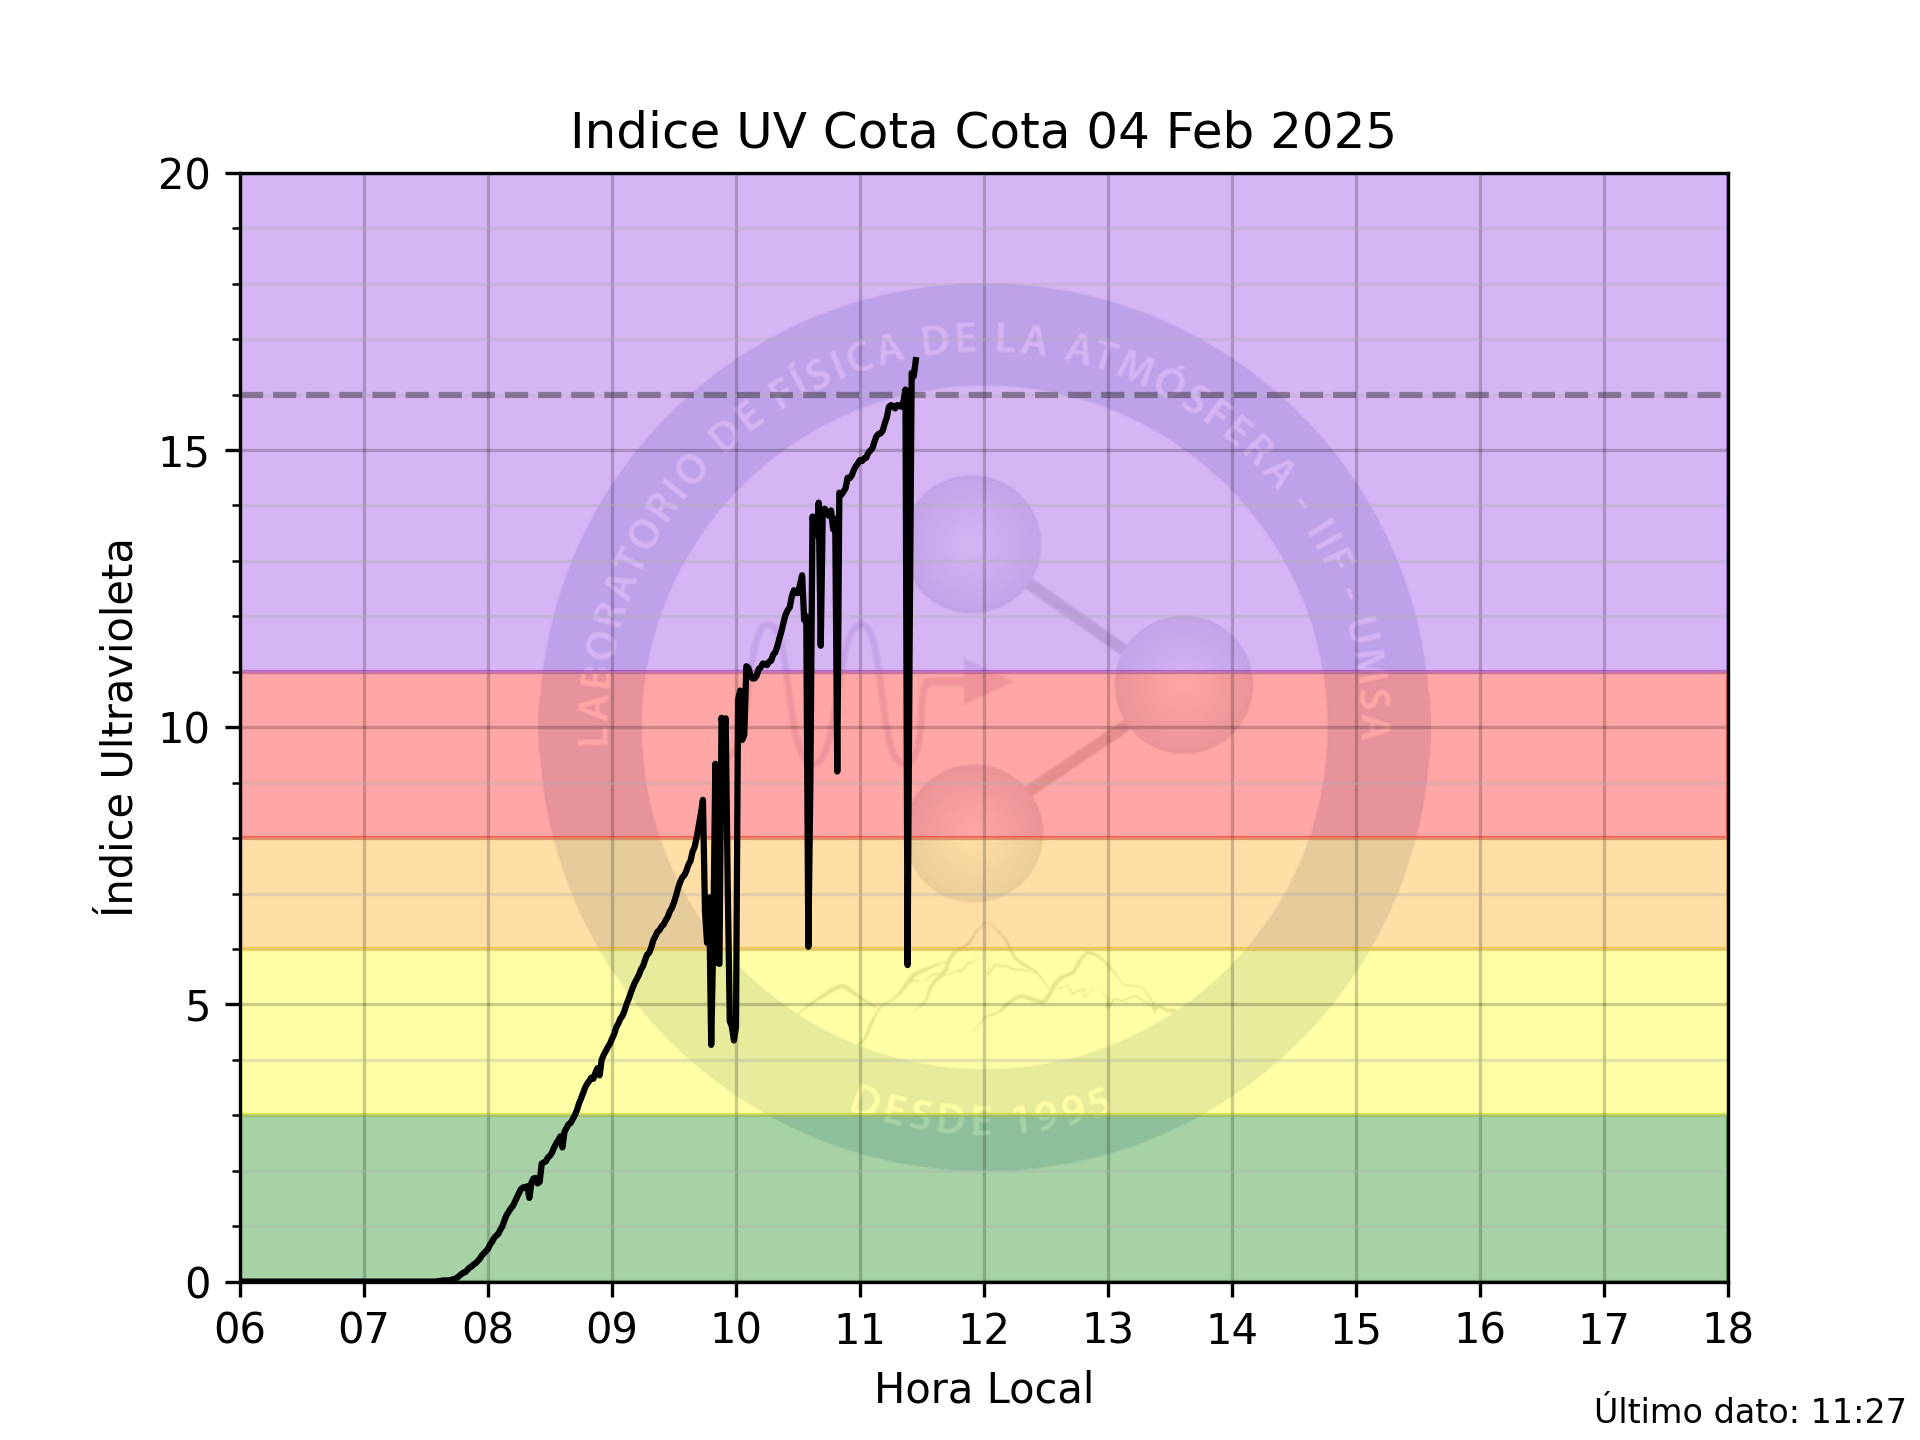 Indice UV Cota Cota 04 Feb 2025
20
15
10
5
0
Índice Ultravioleta
LABORATORIO DE FÍSICA DE LA ATMÓSFERA - IIF - UMSA
DESDE 1995
06 07 08 09 10 11 12 13 14 15 16 17 18
Hora Local
Último dato: 11:27